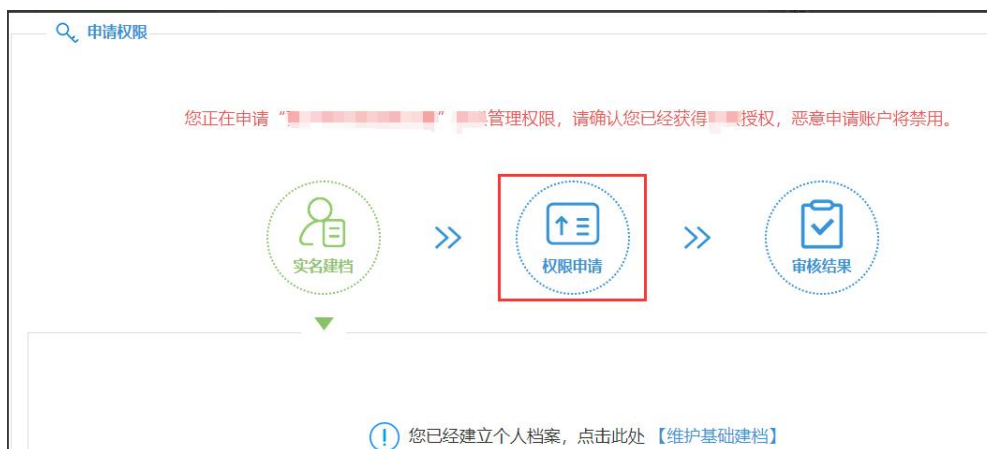 申请权限
您正在申请“ ”管理权限，请确认您已经获得 授权，恶意申请账户将禁用。
实名建档
权限申请
审核结果
您已经建立个人档案，点击此处 【维护基础建档】